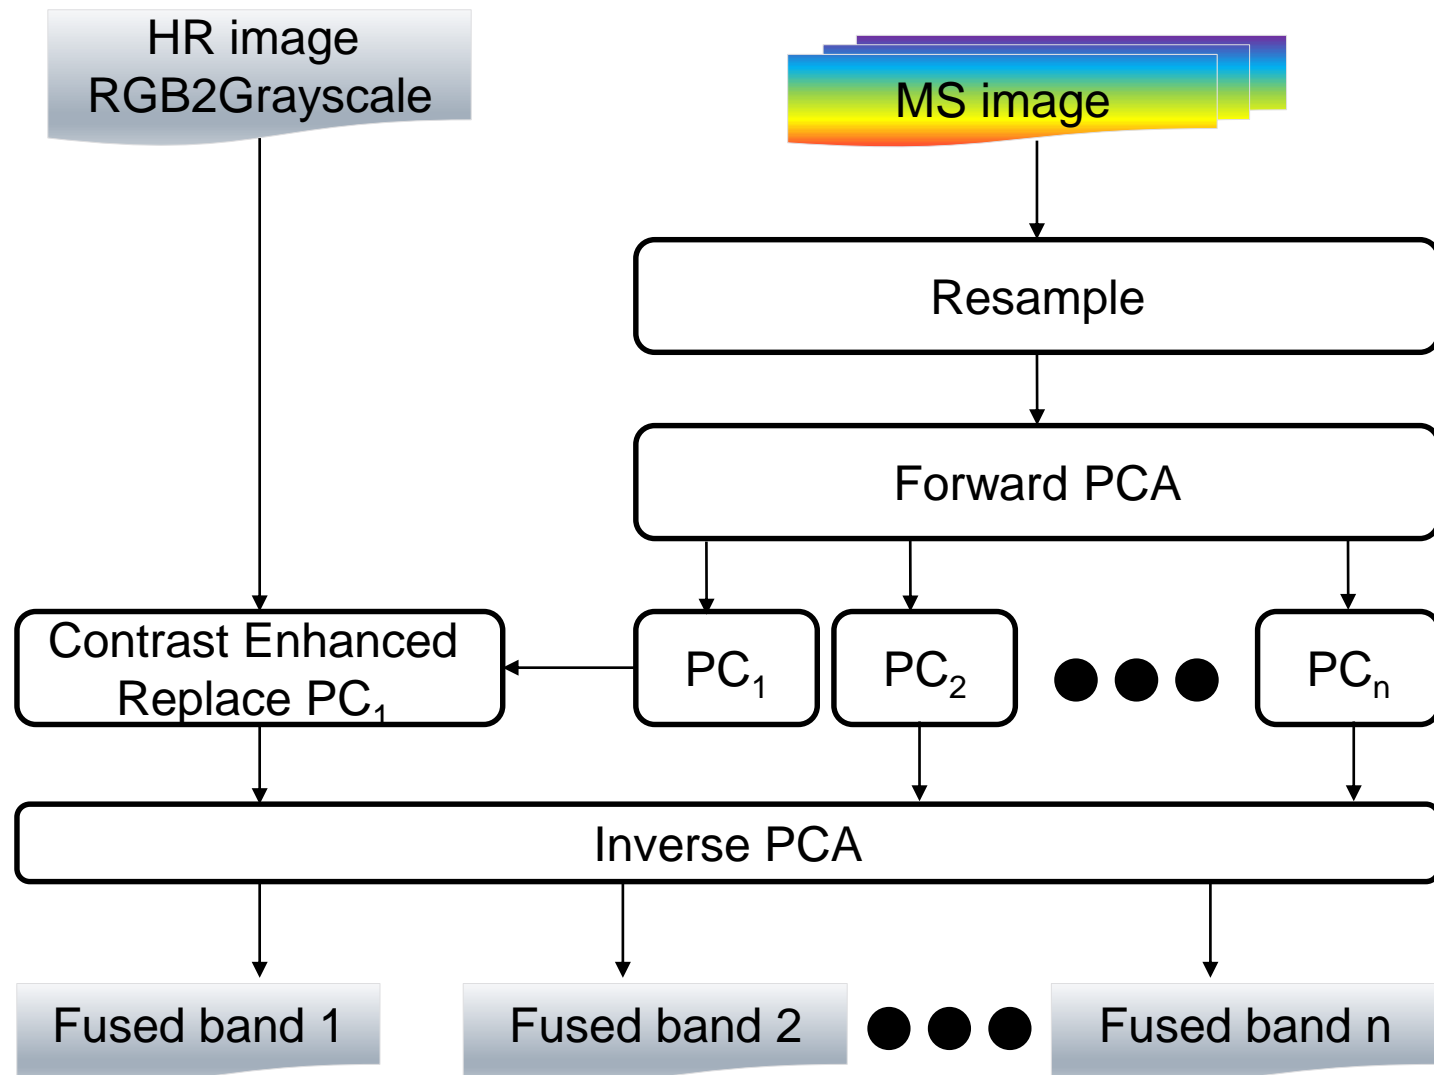 HR image
RGB2Grayscale
MS image
Resample
Forward PCA
Contrast Enhanced
Replace PC₁
PC₁
PC₂
PCₙ
Inverse PCA
Fused band 1
Fused band 2
Fused band n